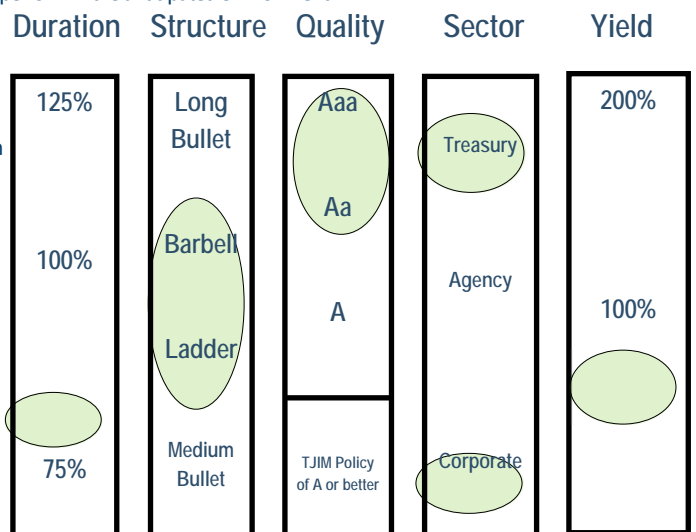 Duration Structure Quality Sector Yield
125%
100%
75%
Long
Bullet
Barbell
Ladder
Medium
Bullet
Aaa
Aa
A
TJIM Policy
of A or better
Treasury
Agency
Corporate
200%
100%